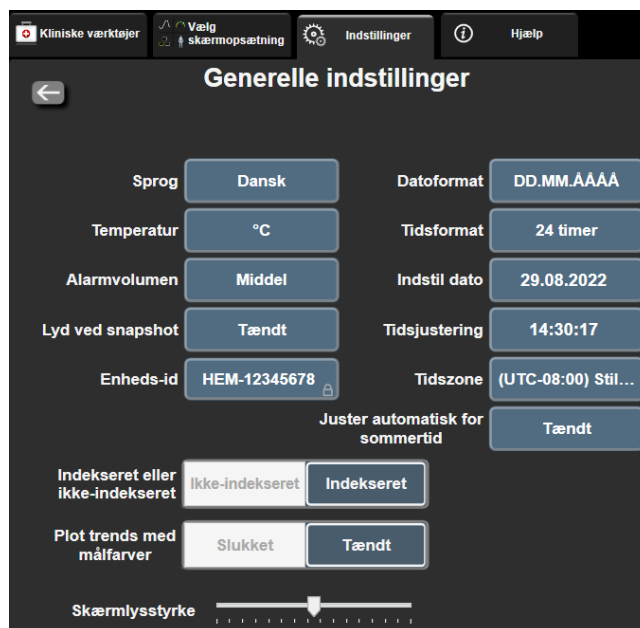 Kliniske værktøjer
Vælg
skærmopsætning
Indstillinger
Hjælp
Generelle indstillinger
Sprog
Dansk
Datoformat
DD.MM.ÅÅÅÅ
Temperatur
°C
Tidsformat
24 timer
Alarmvolumen
Middel
Indstil dato
29.08.2022
Lyd ved snapshot
Tændt
Tidsjustering
14:30:17
Enheds-id
HEM-12345678
Tidszone
(UTC-08:00) Stil...
Juster automatisk for
sommertid
Tændt
Indekseret eller
ikke-indekseret
Ikke-indekseret
Indekseret
Plot trends med
målfarver
Slukket
Tændt
Skærmlysstyrke